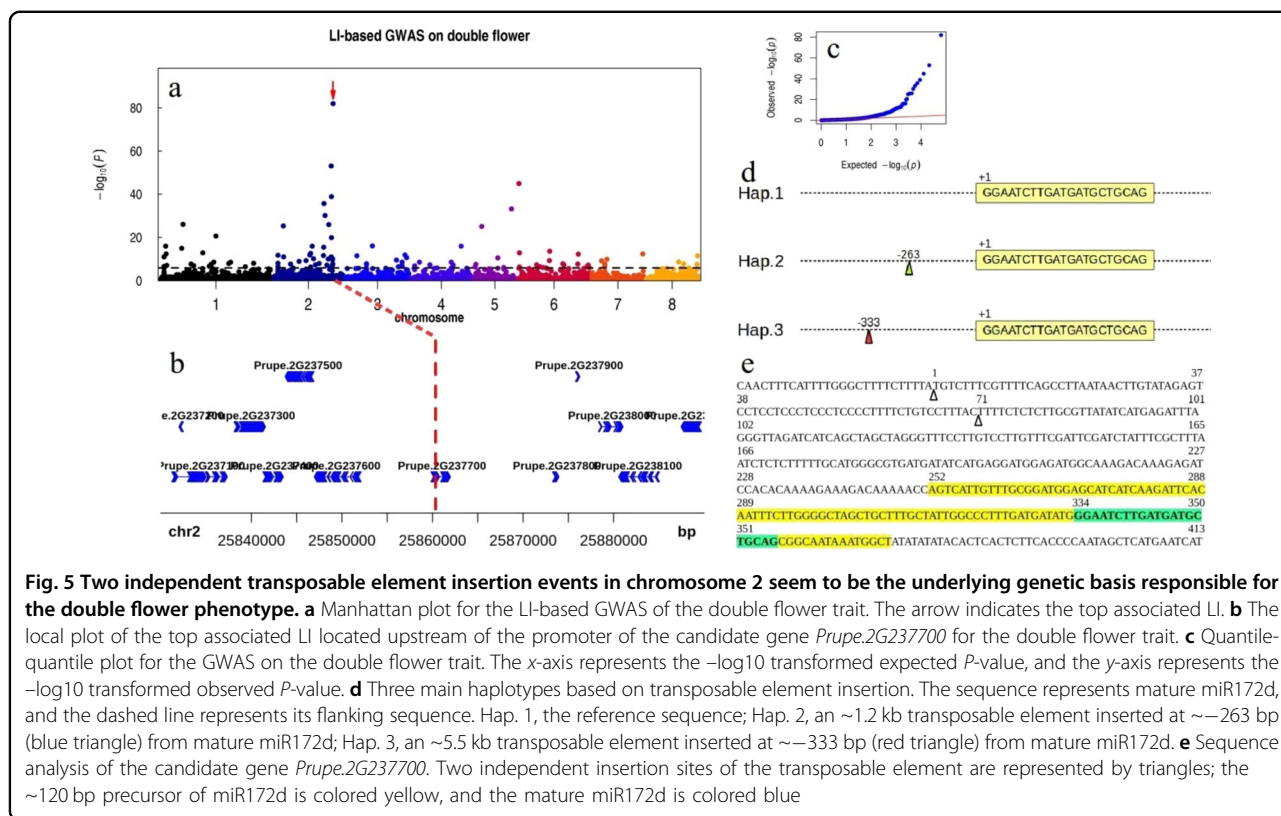 LI-based GWAS on double flower
a
−log₁₀(P)
80
60
40
20
0
1 2 3 4 5 6 7 8
chromosome
c
Observed −log₁₀(p)
80
60
40
20
0
0 1 2 3 4
Expected −log₁₀(p)
d
Hap.1
+1
GGAATCTTGATGATGCTGCAG
Hap.2
-263
+1
GGAATCTTGATGATGCTGCAG
Hap.3
-333
+1
GGAATCTTGATGATGCTGCAG
b
Prupe.2G237500
Prupe.2G237900
Prupe.2G237300
Prupe.2G238000
Prupe.2G237600
Prupe.2G237700
Prupe.2G238100
chr2
bp
25840000 25850000 25860000 25870000 25880000
e
1 37
CAACTTTCATTTTGGGCTTTTCTTTTATGTCTTTCGTTTTCAGCCTTAATAACTTGTATAGAGT
38 71 101
CCTCCTCCCTCCCTCCCCTTTTCTGTCCTTTACTTTTCTCTCTTGCGTTATATCATGAGATTTA
102 165
GGGTTAGATCATCAGCTAGCTAGGGTTTCCTTGTCCTTGTTTCGATTCGATCTATTTCGCTTTA
166 227
ATCTCTCTTTTTGCATGGGCGTGATGATATCATGAGGATGGAGATGGCAAAGACAAAGAGAT
228 252 288
CCACACAAAAGAAAGACAAAAACCAGTCATTGTTTGCGGATGGAGCATCATCAAGATTCAC
289 334 350
AATTTCTTGGGGCTAGCTGCTTTGCTATTGGCCCTTTGATGATATGGGAATCTTGATGATGC
351 413
TGCAGCGGCAATAAATGGCTATATATATACACTCACTCTTCACCCCAATAGCTCATGAATCAT
Fig. 5 Two independent transposable element insertion events in chromosome 2 seem to be the underlying genetic basis responsible for
the double flower phenotype. a Manhattan plot for the LI-based GWAS of the double flower trait. The arrow indicates the top associated LI. b The
local plot of the top associated LI located upstream of the promoter of the candidate gene Prupe.2G237700 for the double flower trait. c Quantile-
quantile plot for the GWAS on the double flower trait. The x-axis represents the –log10 transformed expected P-value, and the y-axis represents the
–log10 transformed observed P-value. d Three main haplotypes based on transposable element insertion. The sequence represents mature miR172d,
and the dashed line represents its flanking sequence. Hap. 1, the reference sequence; Hap. 2, an ~1.2 kb transposable element inserted at ~−263 bp
(blue triangle) from mature miR172d; Hap. 3, an ~5.5 kb transposable element inserted at ~−333 bp (red triangle) from mature miR172d. e Sequence
analysis of the candidate gene Prupe.2G237700. Two independent insertion sites of the transposable element are represented by triangles; the
~120 bp precursor of miR172d is colored yellow, and the mature miR172d is colored blue